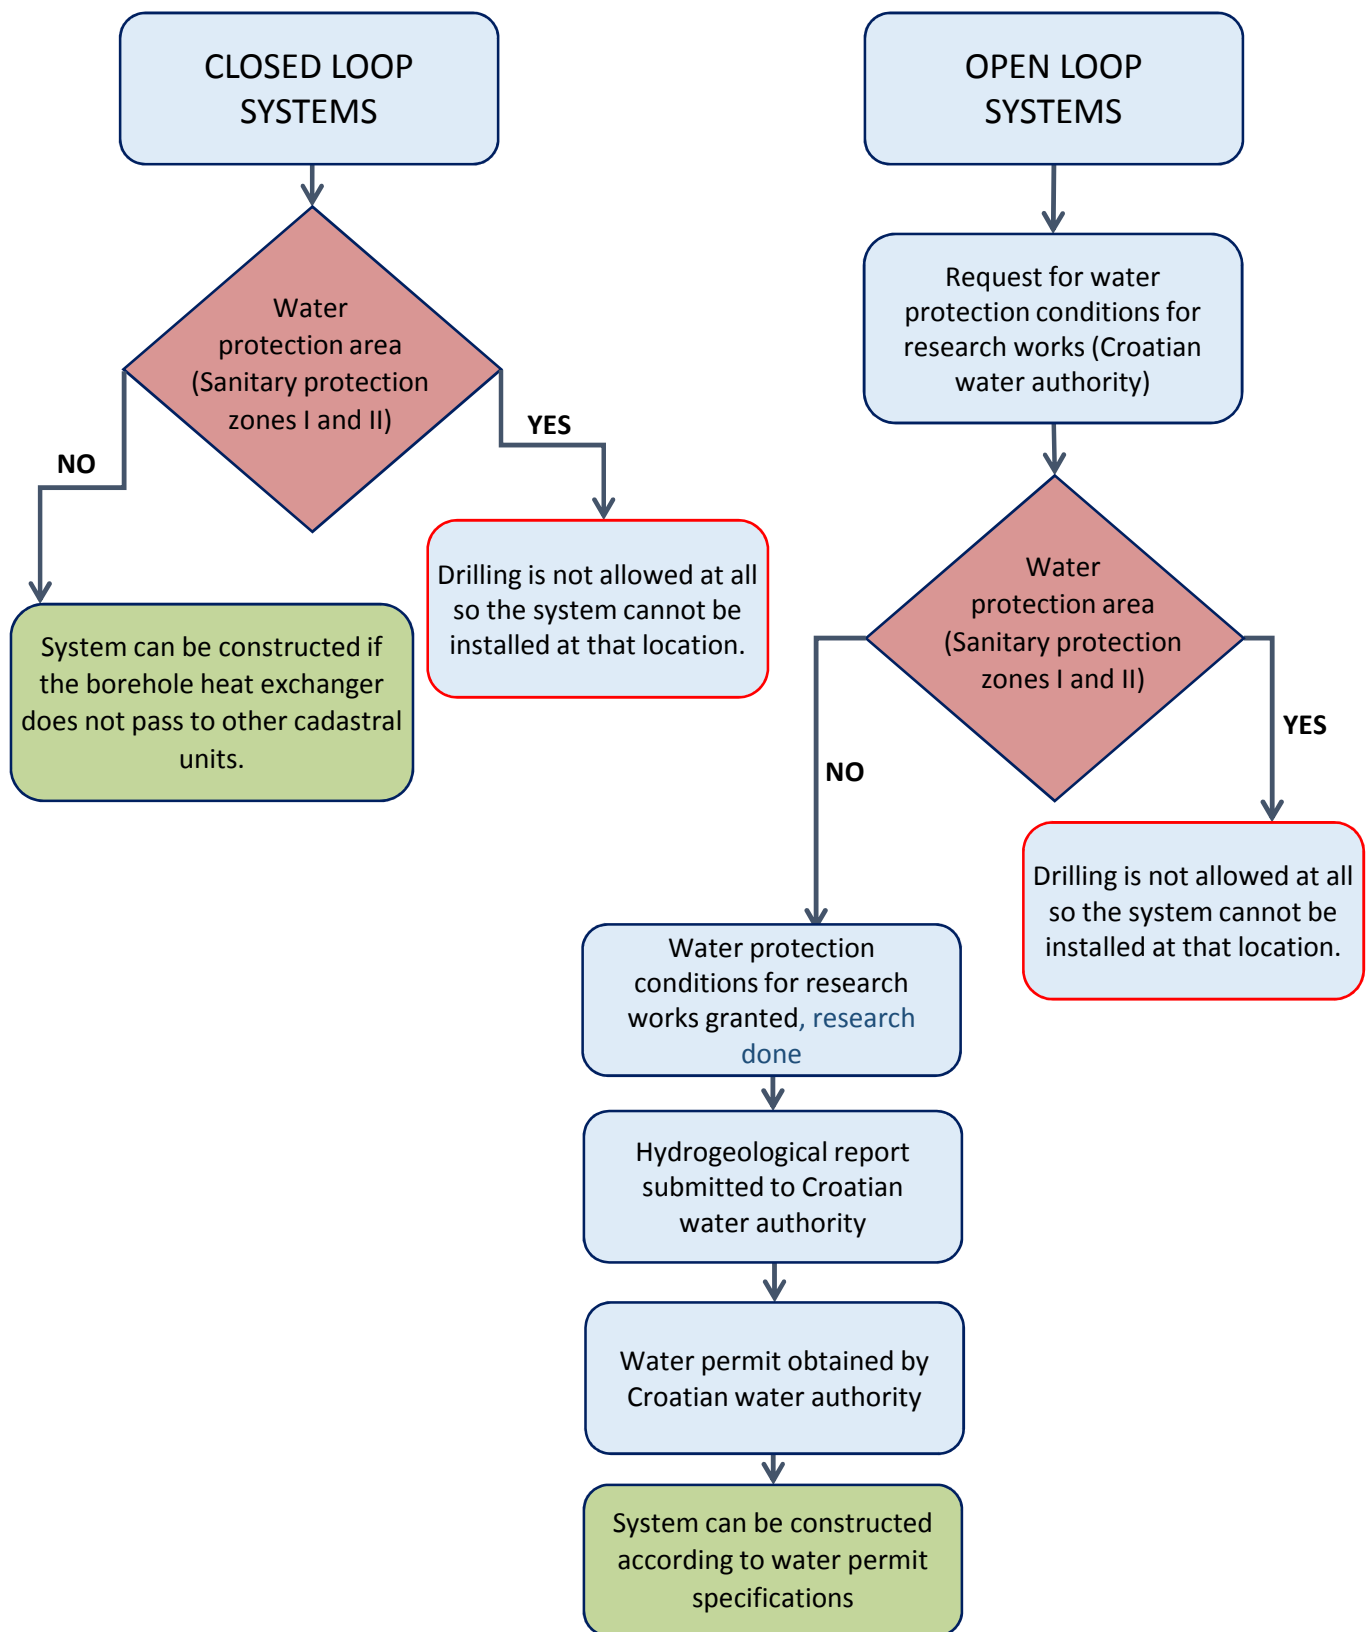 CLOSED LOOP
SYSTEMS
Water
protection area
(Sanitary protection
zones I and II)
NO
YES
System can be constructed if
the borehole heat exchanger
does not pass to other cadastral
units.
Drilling is not allowed at all
so the system cannot be
installed at that location.
OPEN LOOP
SYSTEMS
Request for water
protection conditions for
research works (Croatian
water authority)
Water
protection area
(Sanitary protection
zones I and II)
NO
YES
Drilling is not allowed at all
so the system cannot be
installed at that location.
Water protection
conditions for research
works granted, research
done
Hydrogeological report
submitted to Croatian
water authority
Water permit obtained by
Croatian water authority
System can be constructed
according to water permit
specifications